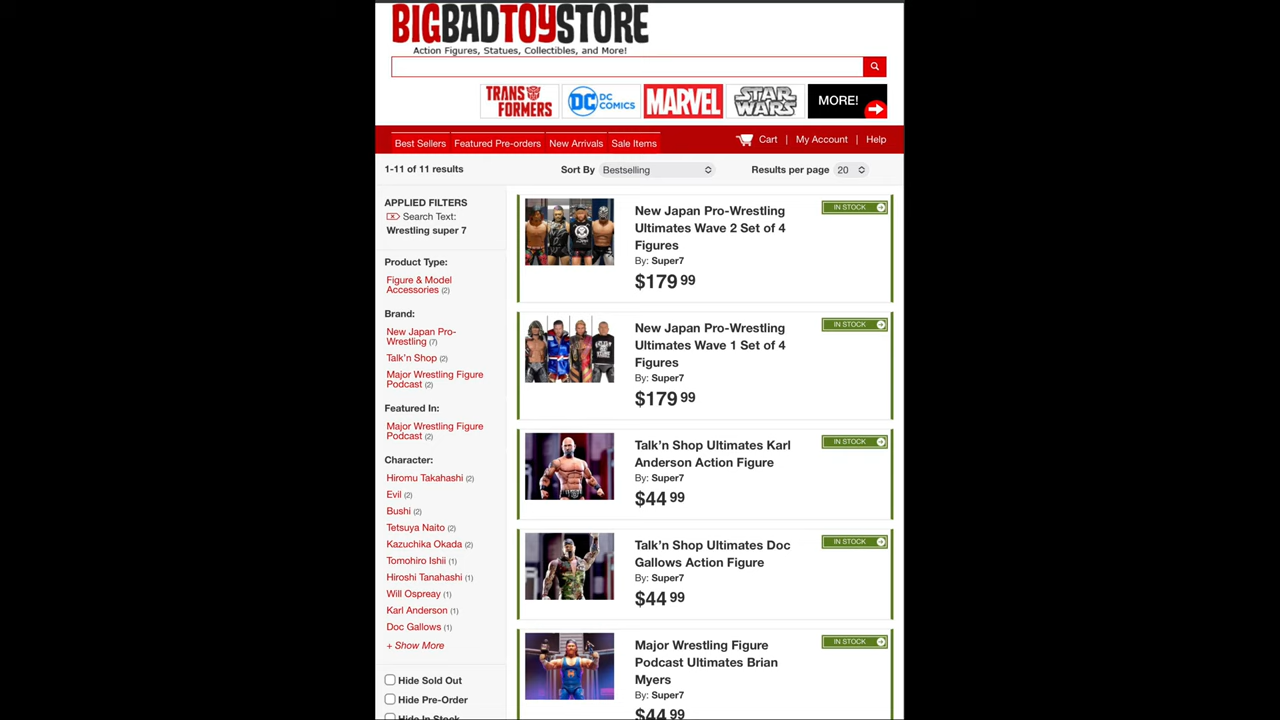 BIGBADTOYSTORE
Action Figures, Statues, Collectibles, and More!
TRANSFORMERS
DC DC COMICS
MARVEL
STAR WARS
MORE!
Best Sellers Featured Pre-orders New Arrivals Sale Items
Cart | My Account | Help
1-11 of 11 results
Sort By Bestselling
Results per page 20
APPLIED FILTERS
Search Text:
Wrestling super 7
Product Type:
Figure & Model
Accessories (2)
Brand:
New Japan Pro-
Wrestling (7)
Talk'n Shop (2)
Major Wrestling Figure
Podcast (2)
Featured In:
Major Wrestling Figure
Podcast (2)
Character:
Hiromu Takahashi (2)
Evil (2)
Bushi (2)
Tetsuya Naito (2)
Kazuchika Okada (2)
Tomohiro Ishii (1)
Hiroshi Tanahashi (1)
Will Ospreay (1)
Karl Anderson (1)
Doc Gallows (1)
+ Show More
Hide Sold Out
Hide Pre-Order
Hide In Stock
New Japan Pro-Wrestling
Ultimates Wave 2 Set of 4
Figures
By: Super7
$179 99
IN STOCK
New Japan Pro-Wrestling
Ultimates Wave 1 Set of 4
Figures
By: Super7
$179 99
IN STOCK
Talk'n Shop Ultimates Karl
Anderson Action Figure
By: Super7
$44 99
IN STOCK
Talk'n Shop Ultimates Doc
Gallows Action Figure
By: Super7
$44 99
IN STOCK
Major Wrestling Figure
Podcast Ultimates Brian
Myers
By: Super7
$44 99
IN STOCK